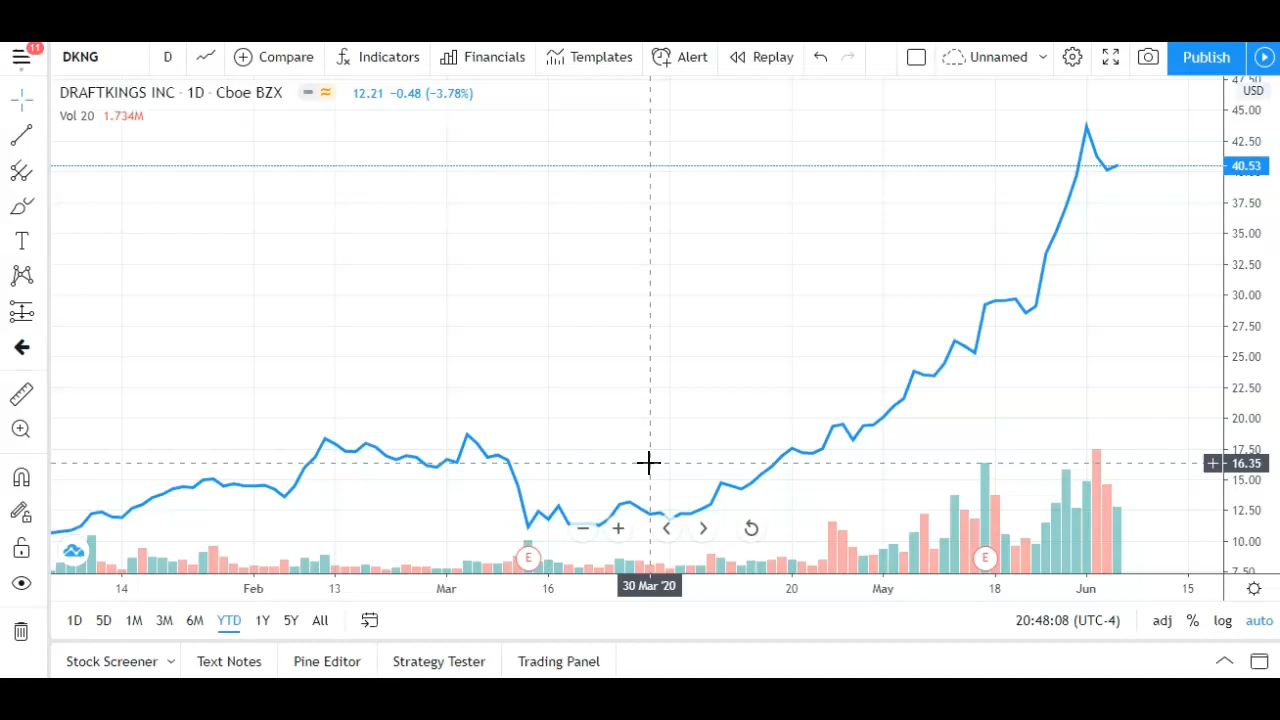 11
DKNG D Compare Indicators Financials Templates Alert Replay Unnamed Publish
DRAFTKINGS INC · 1D · Cboe BZX 12.21 −0.48 (−3.78%)
Vol 20 1.734M
47.50
USD
45.00
42.50
40.53
37.50
35.00
32.50
30.00
27.50
25.00
22.50
20.00
17.50
16.35
15.00
12.50
10.00
7.50
E E
14 Feb 13 Mar 16 30 Mar '20 20 May 18 Jun 15
1D 5D 1M 3M 6M YTD 1Y 5Y All 20:48:08 (UTC-4) adj % log auto
Stock Screener Text Notes Pine Editor Strategy Tester Trading Panel